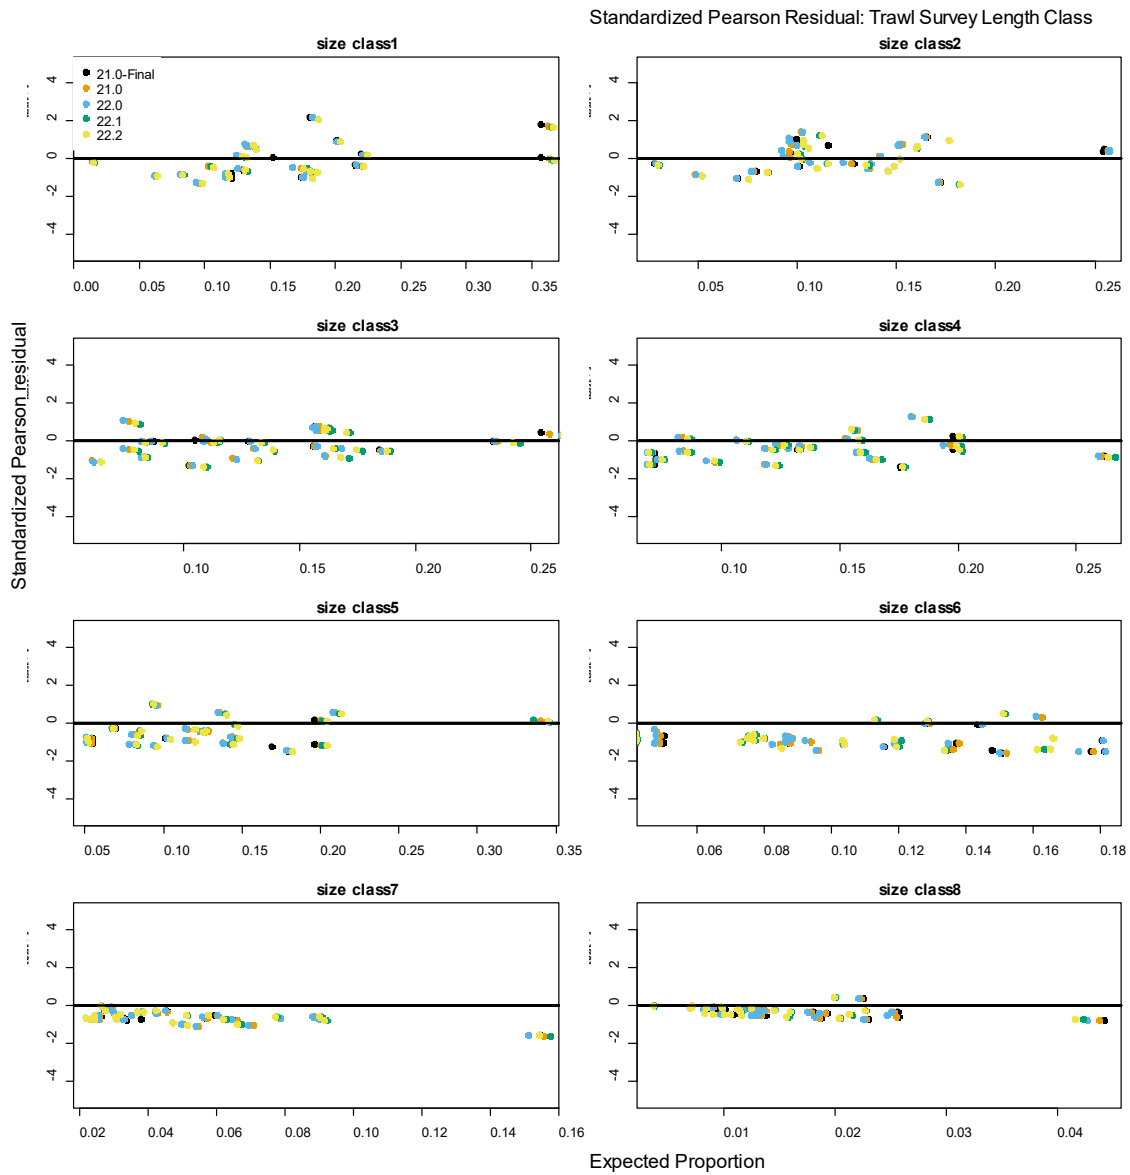 Standardized Pearson Residual: Trawl Survey Length Class
size class1
size class2
21.0-Final
21.0
22.0
22.1
22.2
4
2
0
-2
-4
4
2
0
-2
-4
0.00 0.05 0.10 0.15 0.20 0.25 0.30 0.35
0.05 0.10 0.15 0.20 0.25
size class3
size class4
4
2
0
-2
-4
4
2
0
-2
-4
0.10 0.15 0.20 0.25
0.10 0.15 0.20 0.25
Standardized Pearson residual
size class5
size class6
4
2
0
-2
-4
4
2
0
-2
-4
0.05 0.10 0.15 0.20 0.25 0.30 0.35
0.06 0.08 0.10 0.12 0.14 0.16 0.18
size class7
size class8
4
2
0
-2
-4
4
2
0
-2
-4
0.02 0.04 0.06 0.08 0.10 0.12 0.14 0.16
0.01 0.02 0.03 0.04
Expected Proportion